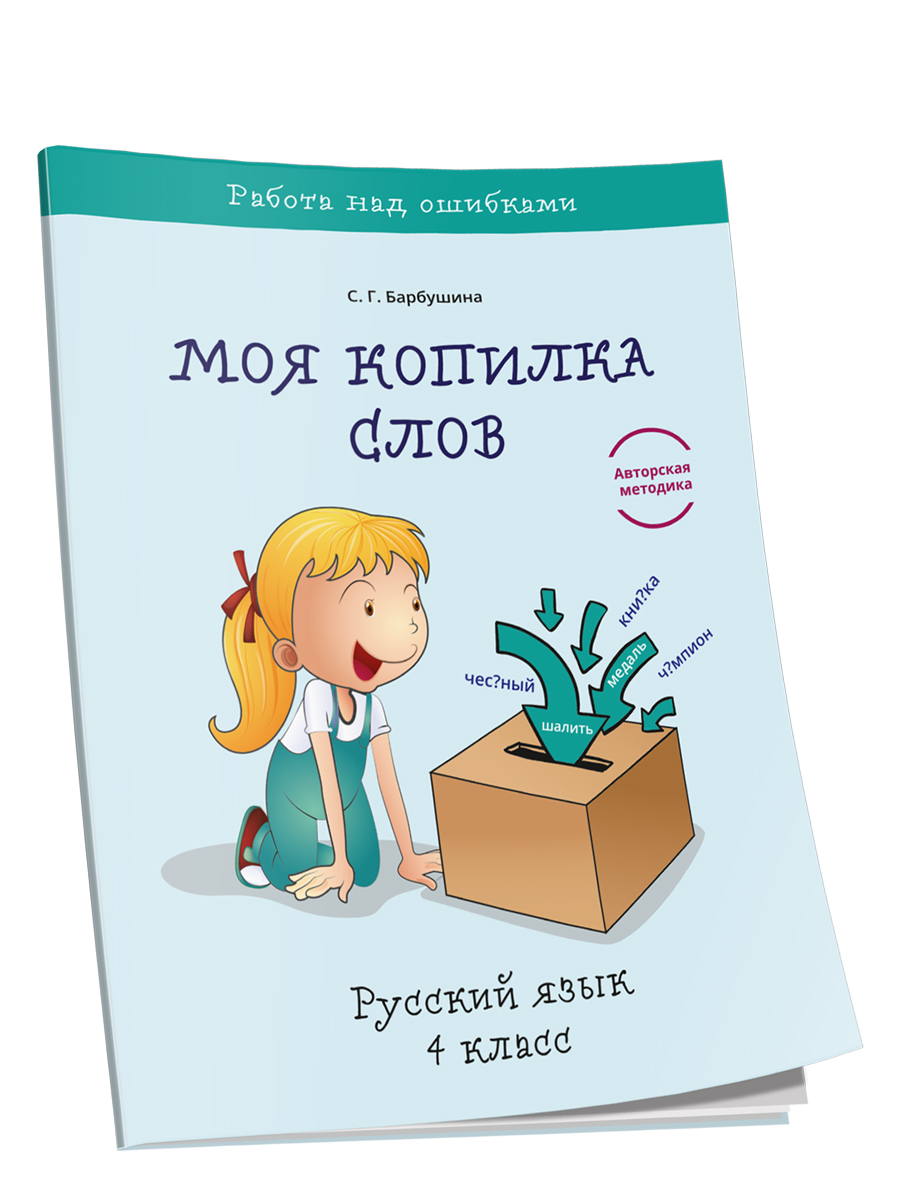 Работа над ошибками
С. Г. Барбушина
Моя копилка
слов
Авторская
методика
кни?ка
медаль
ч?мпион
чес?ный
шалить
Русский язык
4 класс